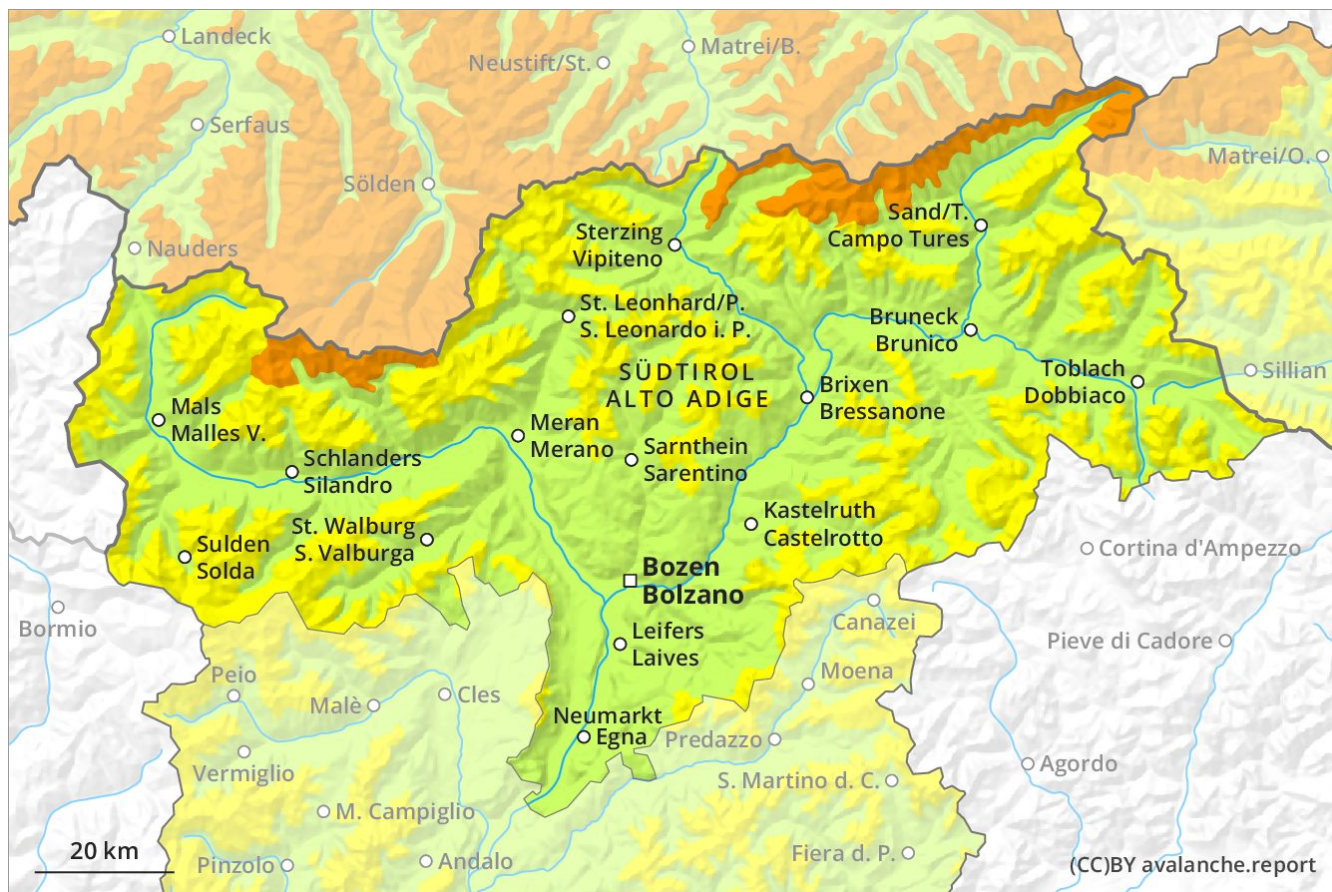 Landeck
Matrei/B.
Neustift/St.
Serfaus
Matrei/O.
Sölden
Sand/T.
Campo Tures
Sterzing
Vipiteno
Nauders
St. Leonhard/P.
S. Leonardo i. P.
Bruneck
Brunico
SÜDTIROL
ALTO ADIGE
Toblach
Dobbiaco
Sillian
Brixen
Bressanone
Mals
Malles V.
Meran
Merano
Sarnthein
Sarentino
Schlanders
Silandro
Kastelruth
Castelrotto
St. Walburg
S. Valburga
Sulden
Solda
Cortina d'Ampezzo
Bozen
Bolzano
Bormio
Canazei
Leifers
Laives
Pieve di Cadore
Peio
Moena
Malè
Cles
Neumarkt
Egna
Predazzo
Vermiglio
Agordo
S. Martino d. C.
M. Campiglio
20 km
Pinzolo
Andalo
Fiera d. P.
(CC)BY avalanche.report